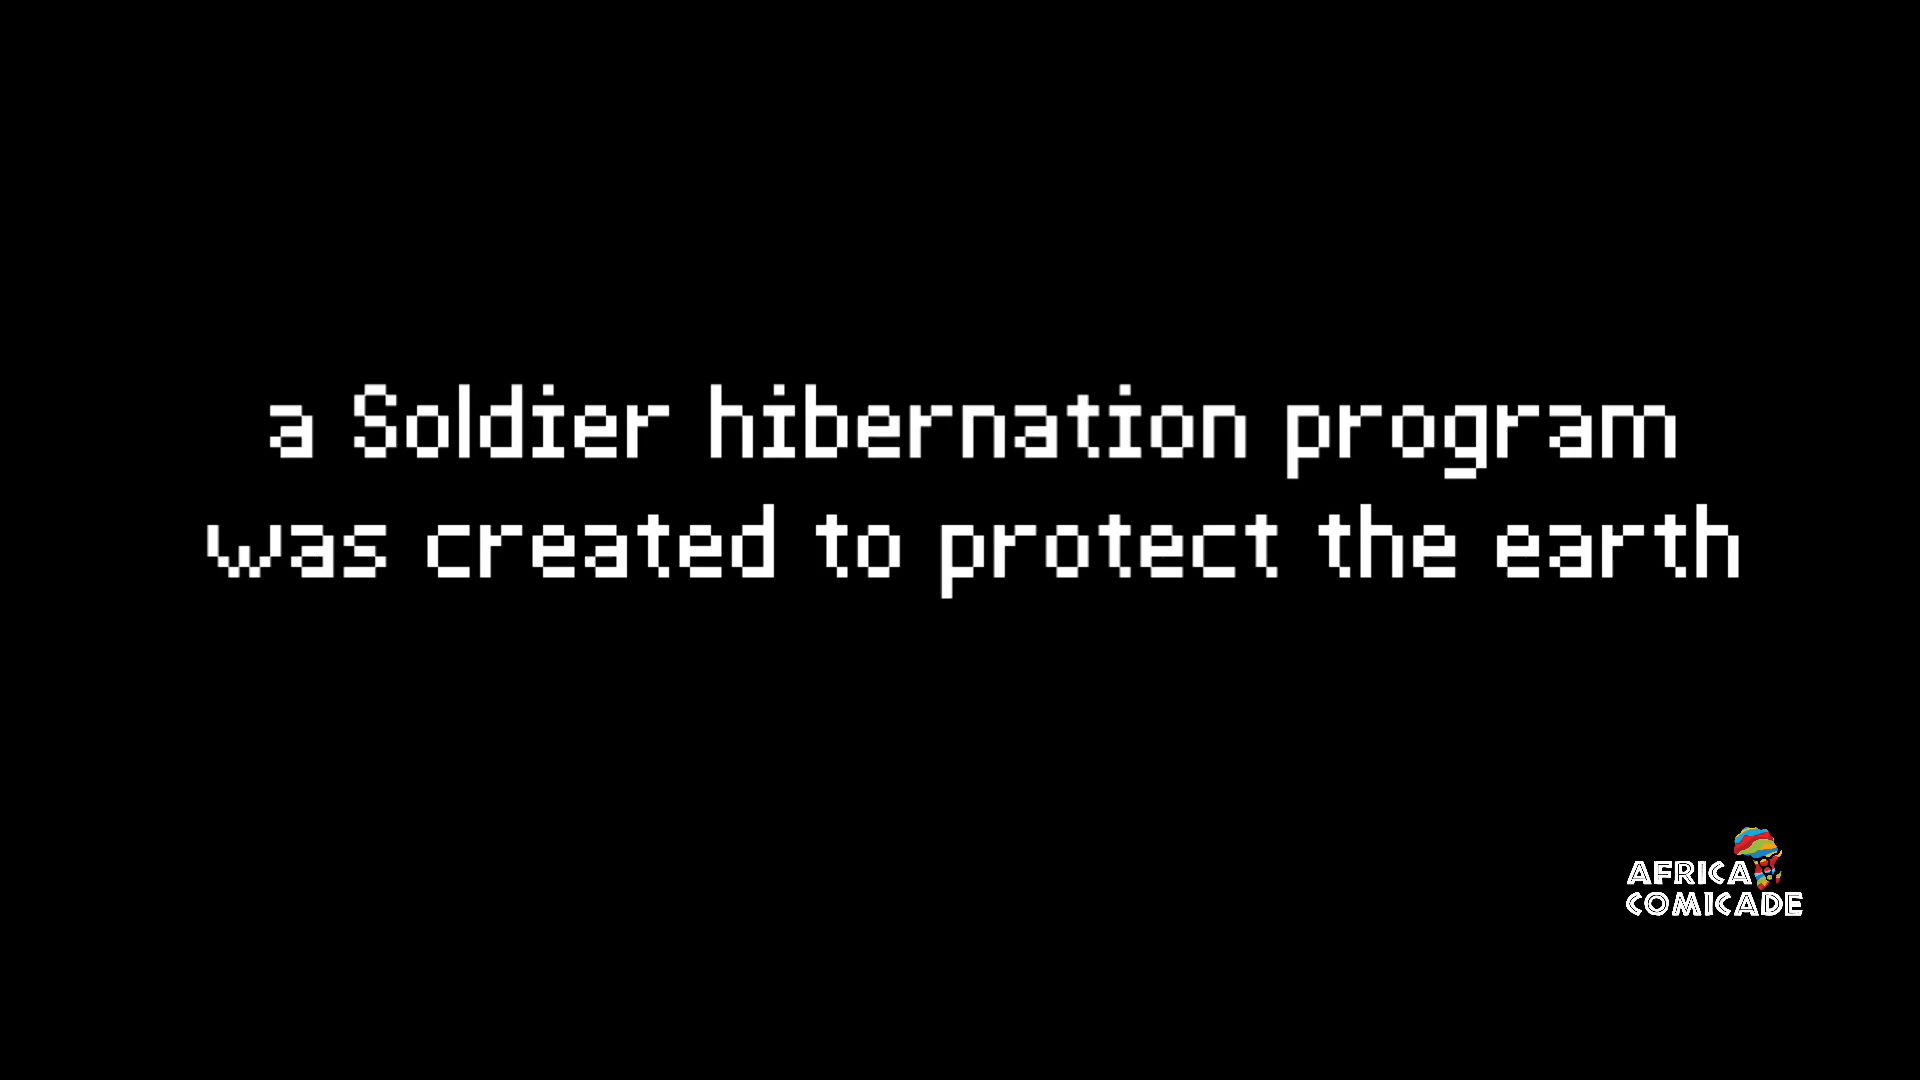 a Soldier hibernation program
was created to protect the earth
AFRICA
COMICADE